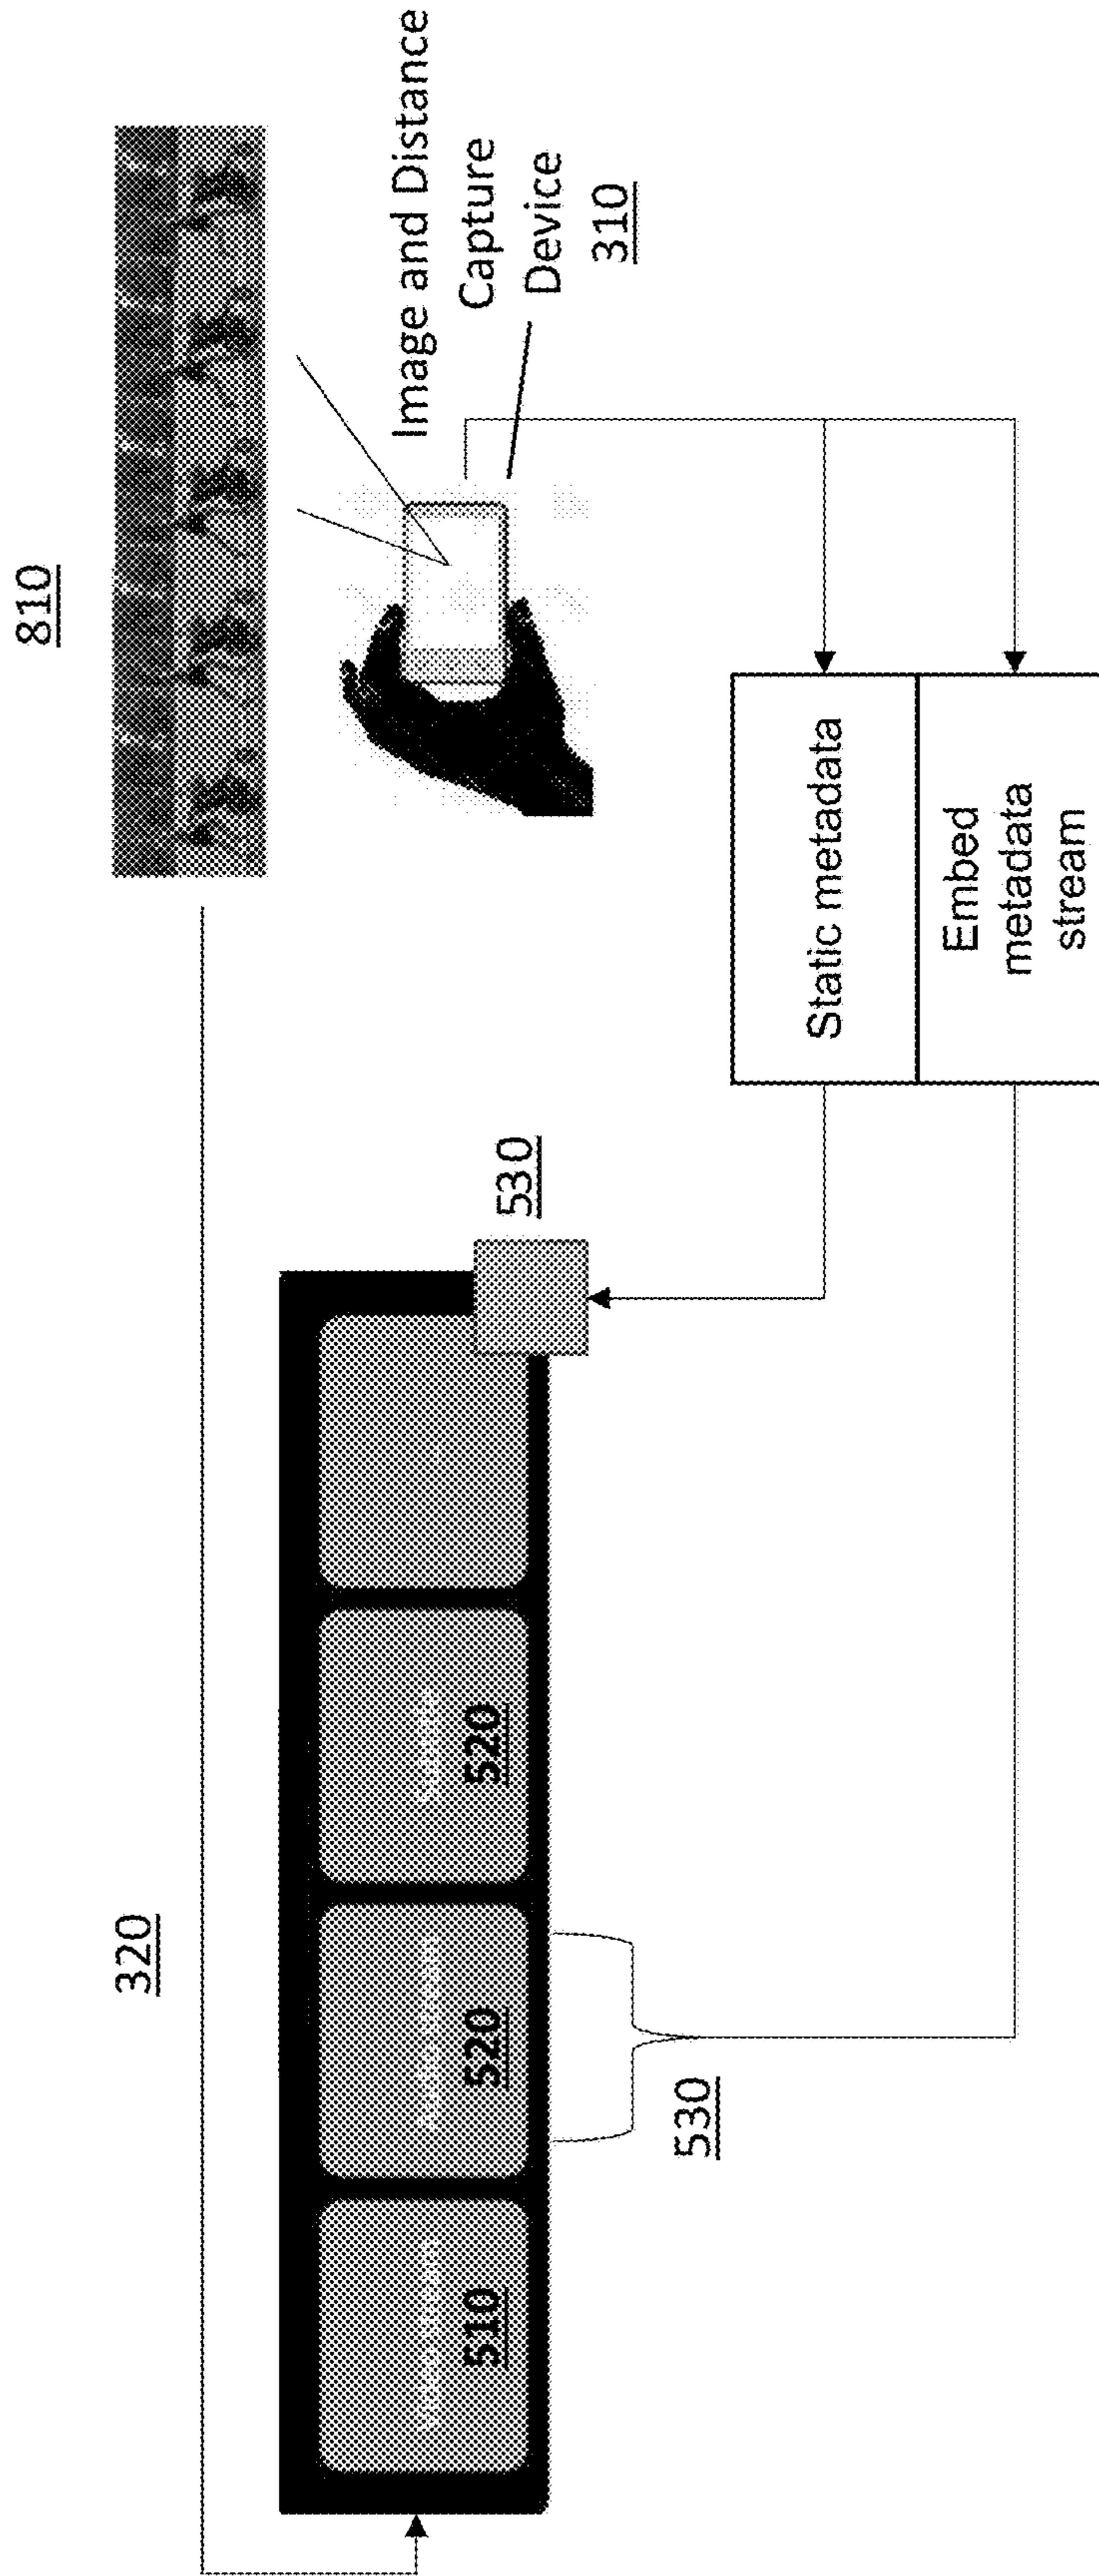 810
320
Image and Distance
Capture
Device
310
510
520
520
530
530
Static metadata
Embed
metadata
stream